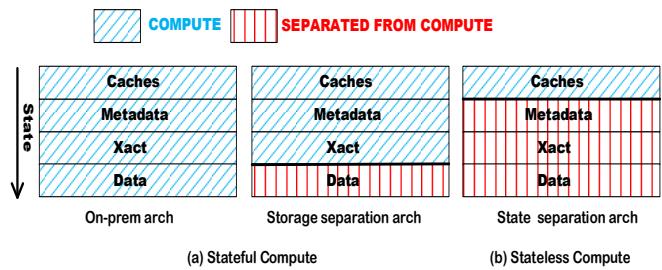 COMPUTE SEPARATED FROM COMPUTE
State
Caches Caches Caches
Metadata Metadata Metadata
Xact Xact Xact
Data Data Data
On-prem arch Storage separation arch State separation arch
(a) Stateful Compute (b) Stateless Compute